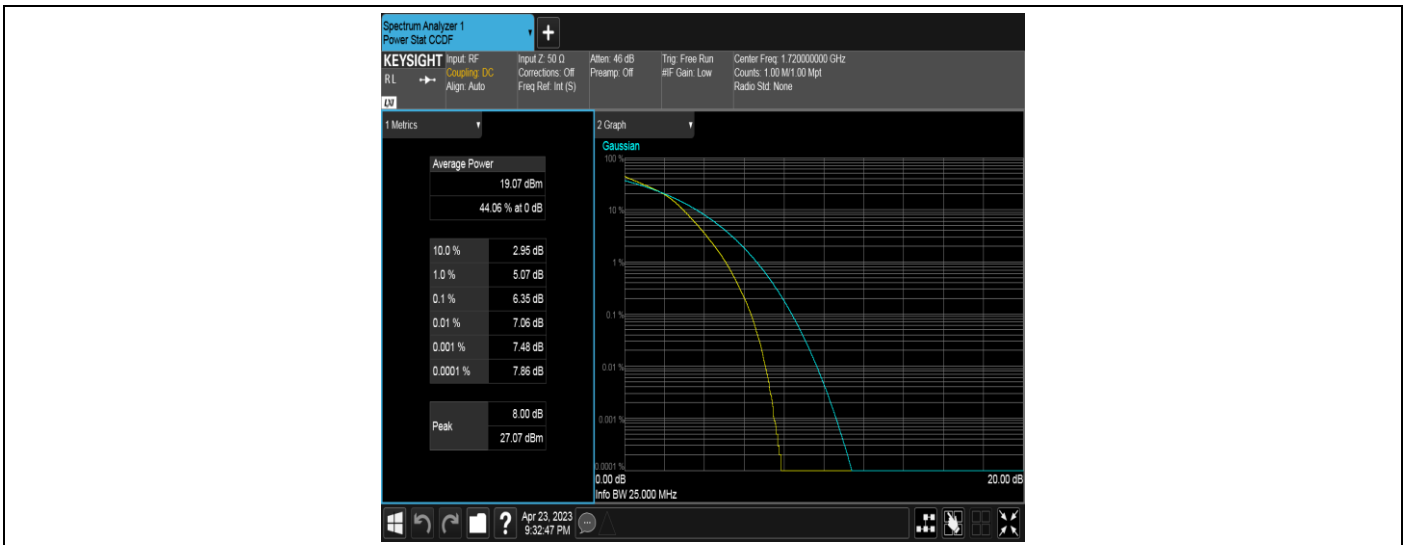 Spectrum Analyzer 1
Power Stat CCDF
+
KEYSIGHT
RL
LXI
Input: RF
Coupling: DC
Align: Auto
Input Z: 50 Ω
Corrections: Off
Freq Ref: Int (S)
Atten: 46 dB
Preamp: Off
Trig: Free Run
#IF Gain: Low
Center Freq: 1.720000000 GHz
Counts: 1.00 M/1.00 Mpt
Radio Std: None
1 Metrics
Average Power
19.07 dBm
44.06 % at 0 dB
10.0 % 2.95 dB
1.0 % 5.07 dB
0.1 % 6.35 dB
0.01 % 7.06 dB
0.001 % 7.48 dB
0.0001 % 7.86 dB
Peak
8.00 dB
27.07 dBm
2 Graph
Gaussian
100 %
10 %
1 %
0.1 %
0.01 %
0.001 %
0.0001 %
0.00 dB
20.00 dB
Info BW 25.000 MHz
?
Apr 23, 2023
9:32:47 PM